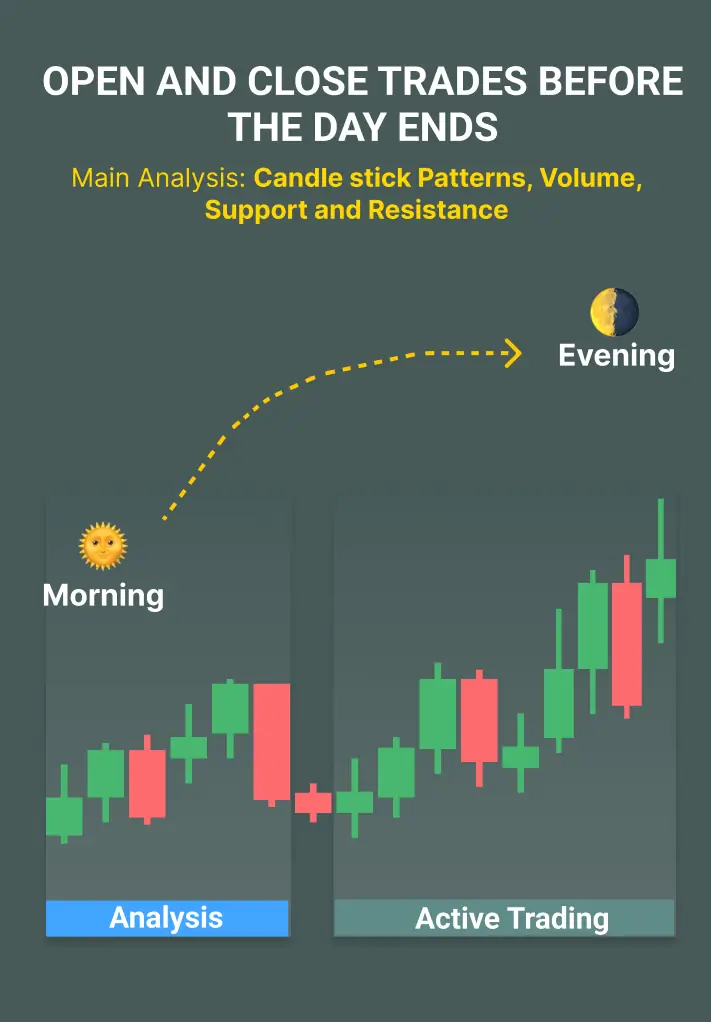 OPEN AND CLOSE TRADES BEFORE
THE DAY ENDS
Main Analysis: Candle stick Patterns, Volume,
Support and Resistance
Evening
Morning
Analysis
Active Trading